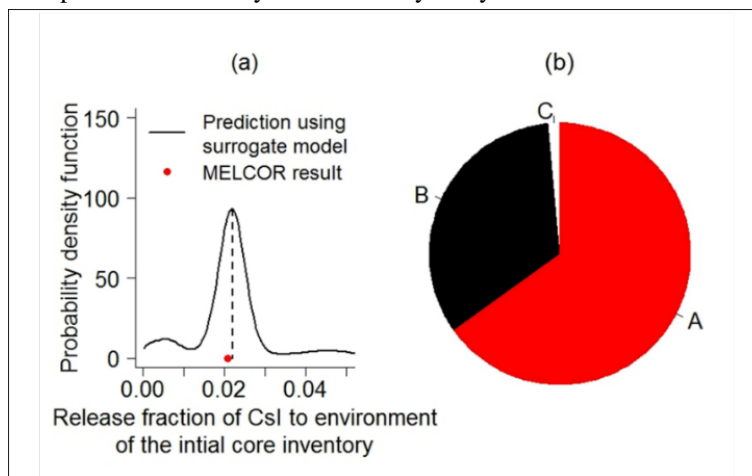 (a)
(b)
150
100
50
0
Probability density function
Prediction using
surrogate model
MELCOR result
0.00
0.02
0.04
Release fraction of CsI to environment
of the intial core inventory
C
B
A